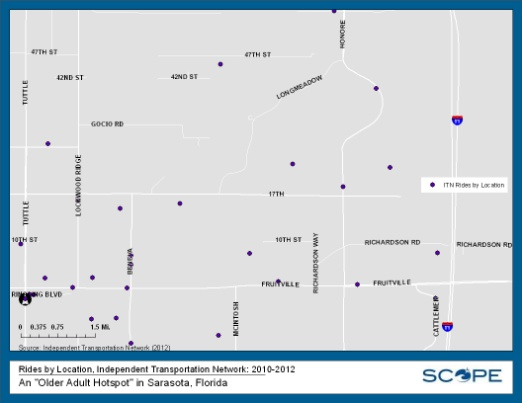 HONORE
47TH ST
47TH ST
42ND ST
42ND ST
TUTTLE
LONGMEADOW
75
GOCIO RD
LOCKWOOD RIDGE
ITN Rides by Location
17TH
TUTTLE
10TH ST
10TH ST
RICHARDSON RD
RICHARDSON RD
BENEVA
RICHARDSON WAY
FRUITVILLE
FRUITVILLE
MCINTOSH
CATTLEMEN
75
0 0.375 0.75 1.5 Mi.
Source: Independent Transportation Network (2012)
Rides by Location, Independent Transportation Network: 2010-2012
An "Older Adult Hotspot" in Sarasota, Florida
SCOPE